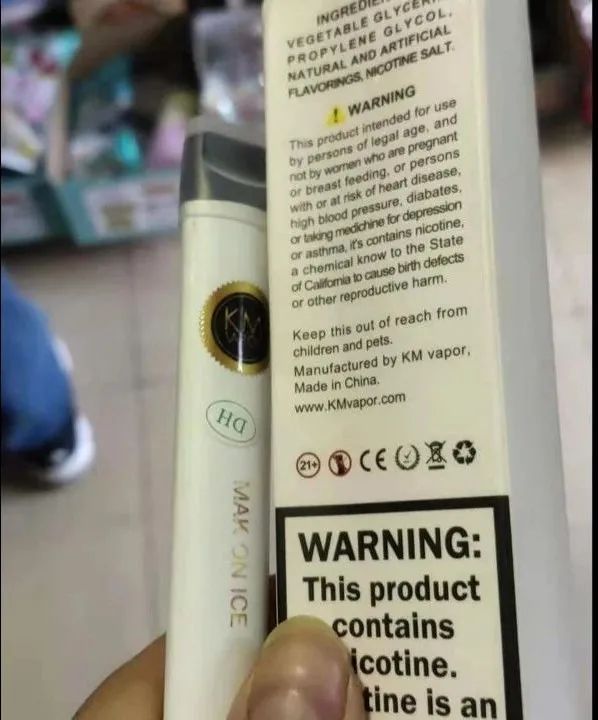 VEGETABLE GLYCERIN
PROPYLENE GLYCOL,
NATURAL AND ARTIFICIAL
FLAVORINGS, NICOTINE SALT.
WARNING
This product intended for use
by persons of legal age, and
not by women who are pregnant
or breast feeding, or persons
with or at risk of heart disease,
high blood pressure, diabates,
or taking medichine for depression
or asthma, it's contains nicotine,
a chemical know to the State
of California to cause birth defects
or other reproductive harm.
Keep this out of reach from
children and pets.
Manufactured by KM vapor,
Made in China.
www.KMvapor.com
21+
CE
WARNING:
This product
contains
icotine.
tine is an
KM
DH
MAK ON ICE